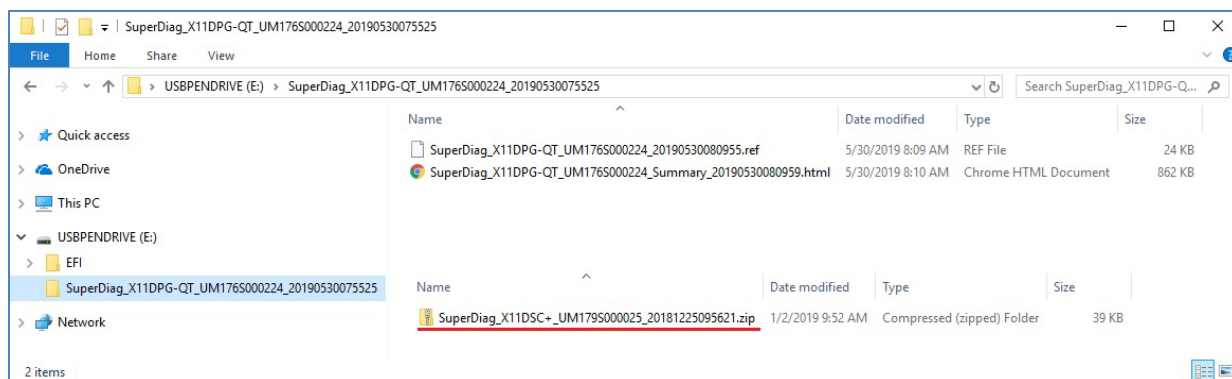 SuperDiag_X11DPG-QT_UM176S000224_20190530075525
File Home Share View
USBPENDRIVE (E:) > SuperDiag_X11DPG-QT_UM176S000224_20190530075525
Search SuperDiag_X11DPG-Q...
Name Date modified Type Size
Quick access
SuperDiag_X11DPG-QT_UM176S000224_20190530080955.ref 5/30/2019 8:09 AM REF File 24 KB
OneDrive
SuperDiag_X11DPG-QT_UM176S000224_Summary_20190530080959.html 5/30/2019 8:10 AM Chrome HTML Document 862 KB
This PC
USBPENDRIVE (E:)
EFI
SuperDiag_X11DPG-QT_UM176S000224_20190530075525
Name Date modified Type Size
Network
SuperDiag_X11DSC+_UM179S000025_20181225095621.zip 1/2/2019 9:52 AM Compressed (zipped) Folder 39 KB
2 items